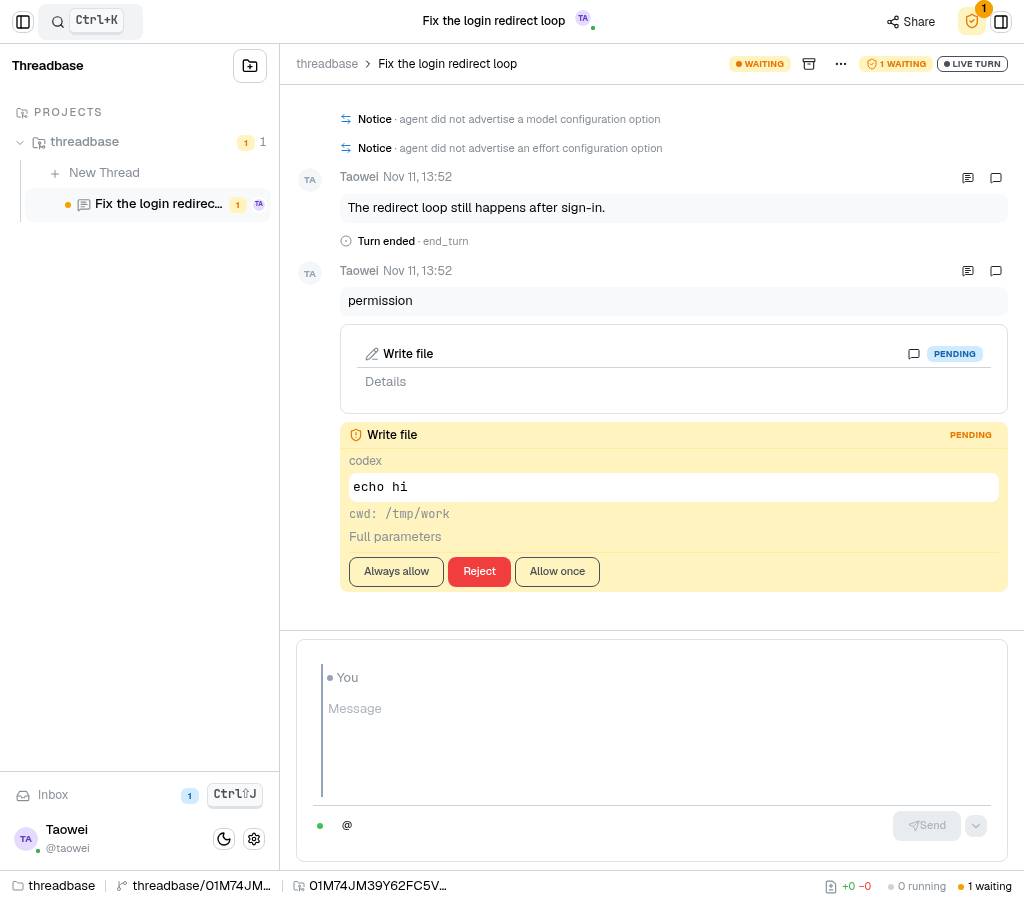 Ctrl+K
Fix the login redirect loop
TA
Share
1
Threadbase
threadbase
Fix the login redirect loop
WAITING
1 WAITING
LIVE TURN
PROJECTS
threadbase
1
1
New Thread
Fix the login redirec...
1
TA
Notice · agent did not advertise a model configuration option
Notice · agent did not advertise an effort configuration option
TA
Taowei Nov 11, 13:52
The redirect loop still happens after sign-in.
Turn ended · end_turn
TA
Taowei Nov 11, 13:52
permission
Write file
PENDING
Details
Write file
PENDING
codex
echo hi
cwd: /tmp/work
Full parameters
Always allow
Reject
Allow once
You
Message
@
Send
Inbox
1
Ctrl⇧J
TA
Taowei
@taowei
threadbase
threadbase/01M74JM...
01M74JM39Y62FC5V...
+0 −0
0 running
1 waiting